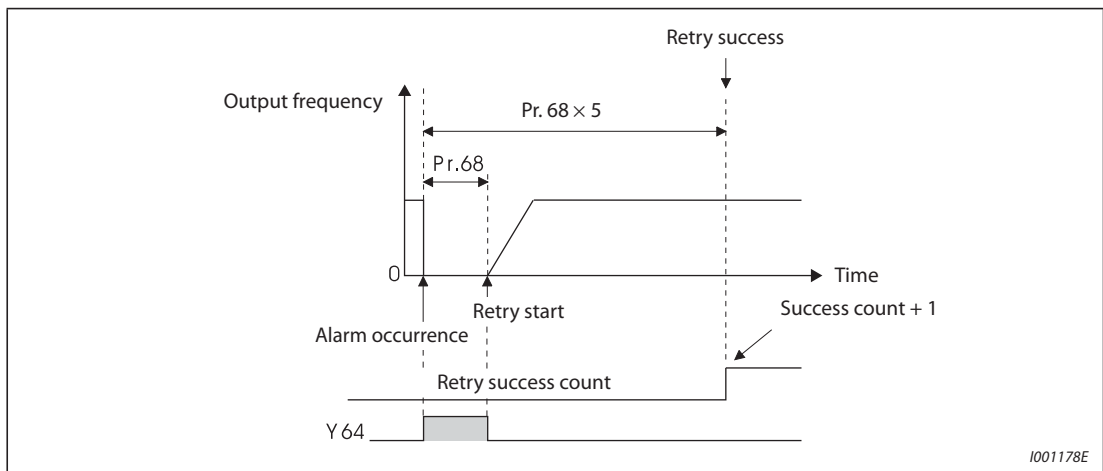 Retry success
Output frequency
Pr. 68 × 5
Pr.68
0
Time
Retry start
Success count + 1
Alarm occurrence
Retry success count
Y 64
I001178E